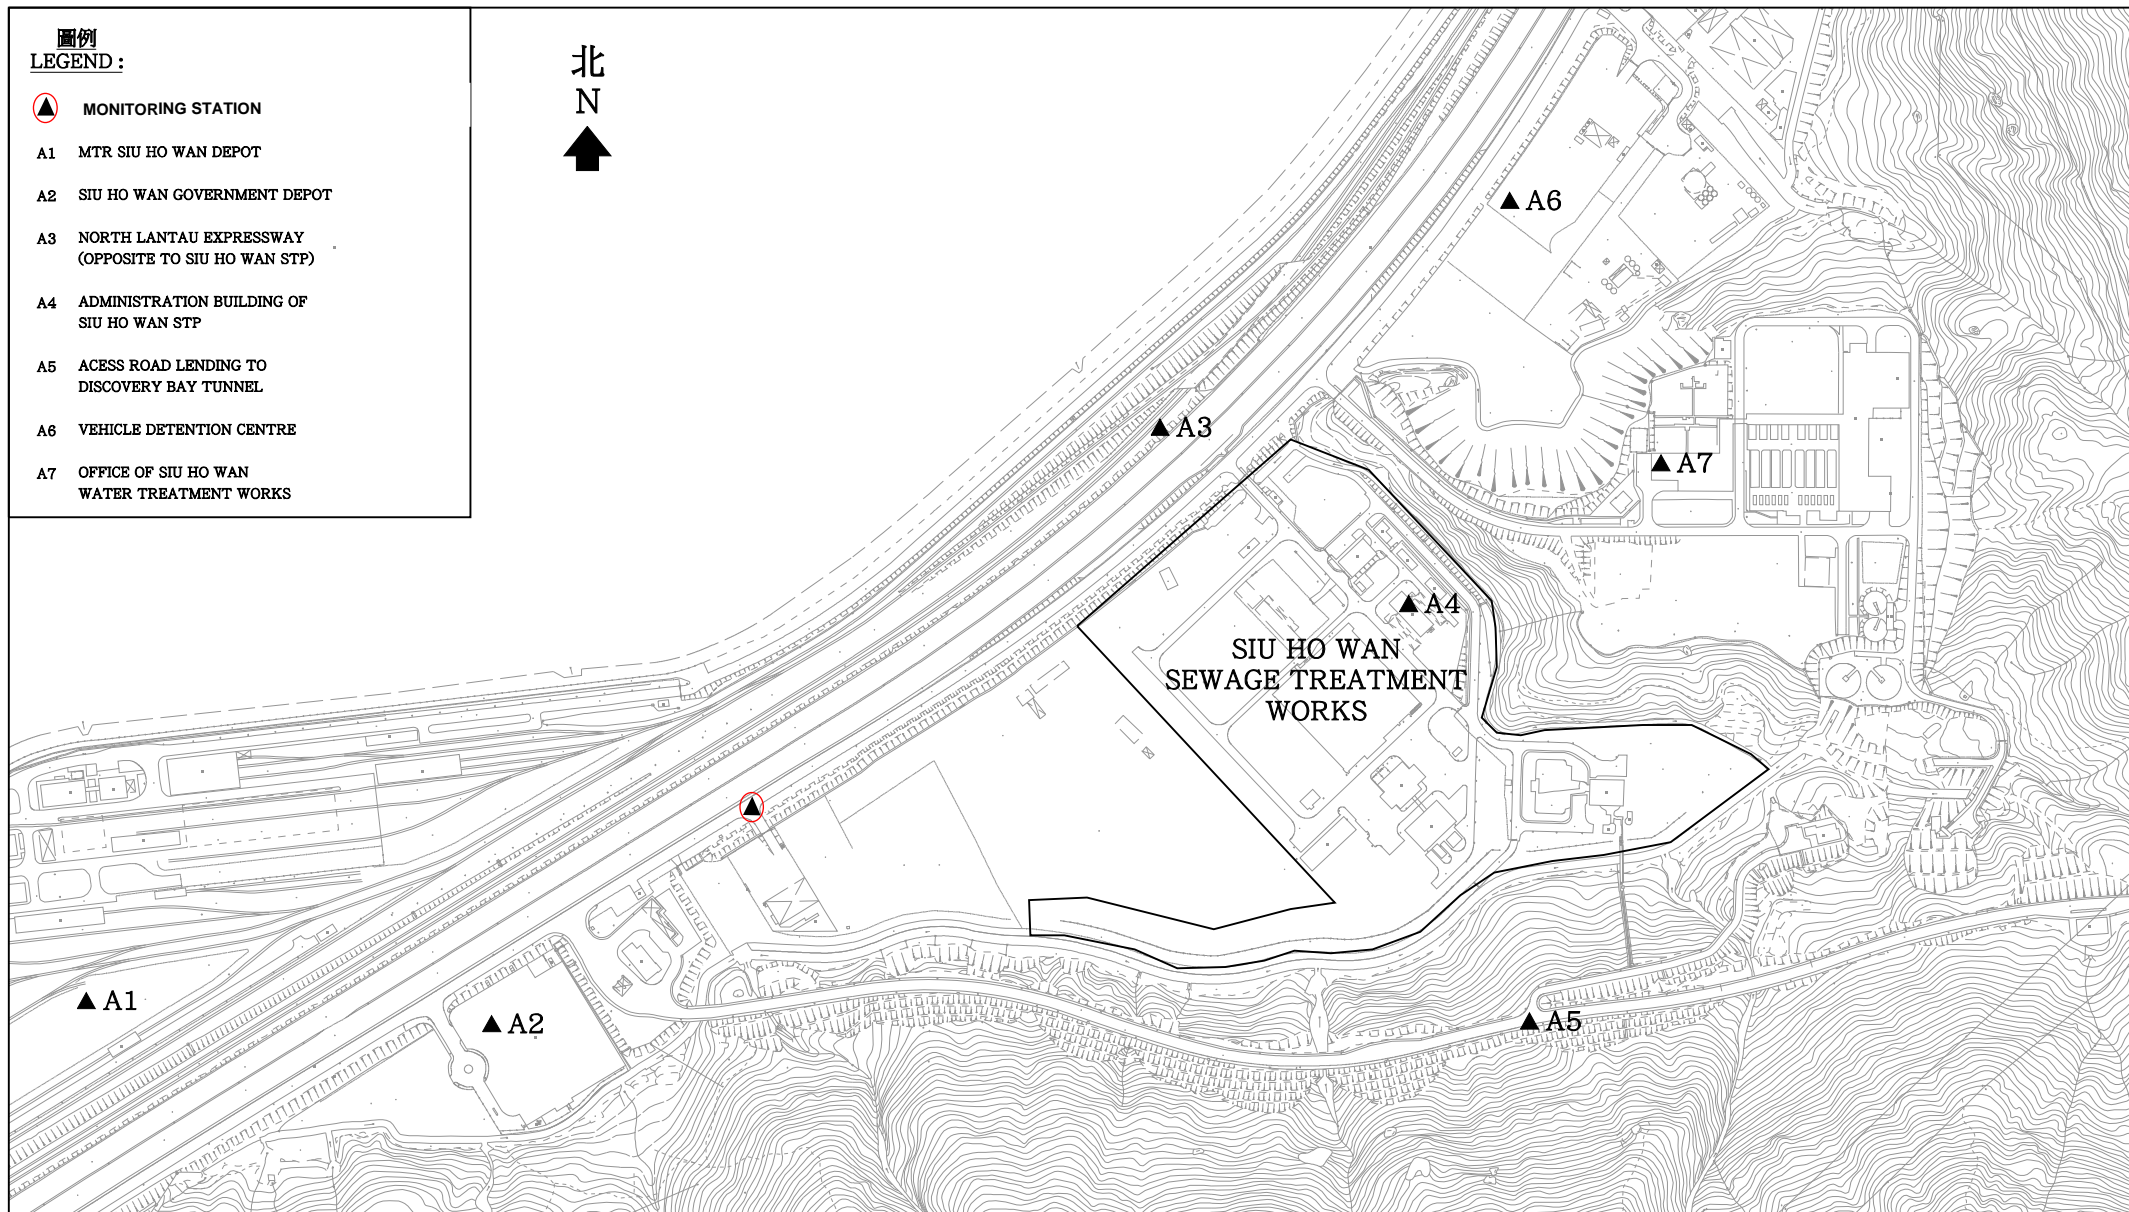 圖例
LEGEND :
MONITORING STATION
A1 MTR SIU HO WAN DEPOT
A2 SIU HO WAN GOVERNMENT DEPOT
A3 NORTH LANTAU EXPRESSWAY
(OPPOSITE TO SIU HO WAN STP)
A4 ADMINISTRATION BUILDING OF
SIU HO WAN STP
A5 ACESS ROAD LENDING TO
DISCOVERY BAY TUNNEL
A6 VEHICLE DETENTION CENTRE
A7 OFFICE OF SIU HO WAN
WATER TREATMENT WORKS
北
N
A6
A3
A7
A4
SIU HO WAN
SEWAGE TREATMENT
WORKS
A1
A2
A5